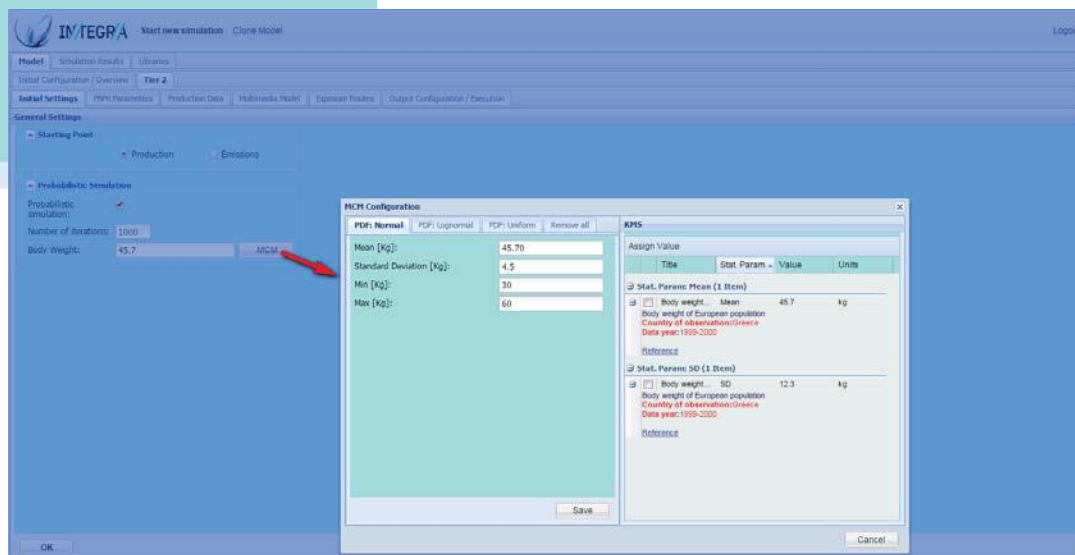 INTEGRA Start new simulation Clone Model
Logou
Model Simulation Results Libraries
Initial Configuration / Overview Tier 2
Initial Settings PBPK Parameters Production Data Multimedia Model Exposure Routes Output Configuration / Execution
General Settings
Starting Point
Production Emissions
Probabilistic Simulation
Probabilistic simulation:
Number of iterations: 1000
Body Weight: 45.7 MCM
MCM Configuration
PDF: Normal PDF: Lognormal PDF: Uniform Remove all
Mean [Kg]: 45.70
Standard Deviation [Kg]: 4.5
Min [Kg]: 30
Max [Kg]: 60
Save
KMS
Assign Value
Title Stat. Param Value Units
Stat. Param: Mean (1 Item)
Body weight... Mean 45.7 kg
Body weight of European population
Country of observation:Greece
Data year:1999-2000
Reference
Stat. Param: SD (1 Item)
Body weight... SD 12.3 kg
Body weight of European population
Country of observation:Greece
Data year:1999-2000
Reference
Cancel
OK